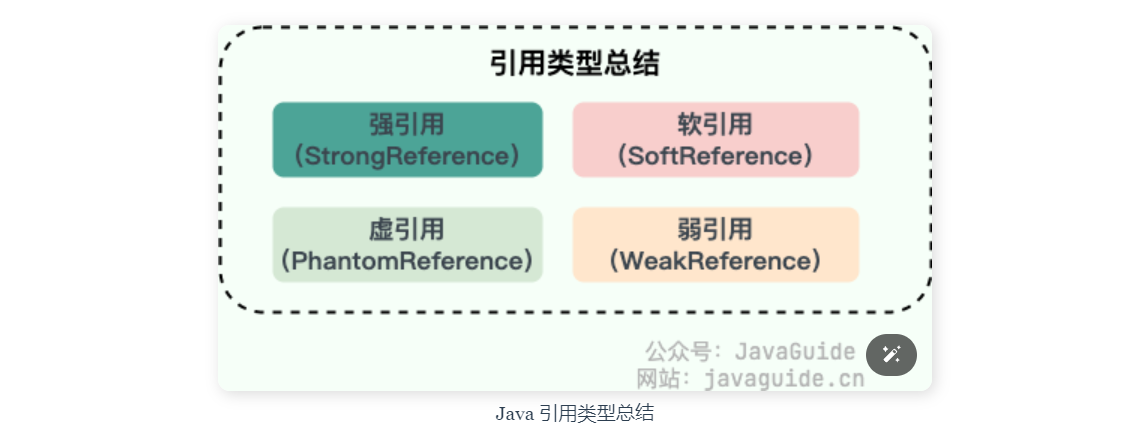 引用类型总结
强引用
（StrongReference）
软引用
（SoftReference）
虚引用
（PhantomReference）
弱引用
（WeakReference）
公众号：JavaGuide
网站：javaguide.cn
Java 引用类型总结